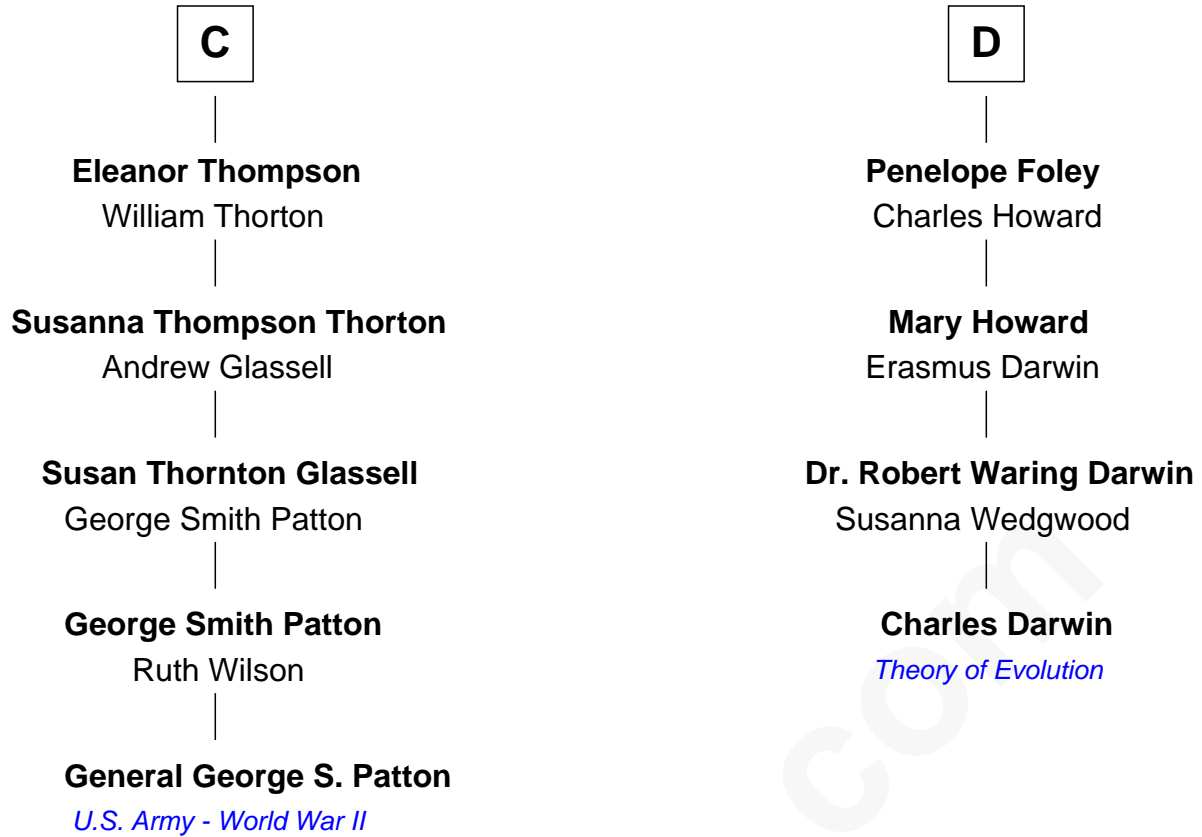 C
Eleanor Thompson
William Thorton
Susanna Thompson Thorton
Andrew Glassell
Susan Thornton Glassell
George Smith Patton
George Smith Patton
Ruth Wilson
General George S. Patton
U.S. Army - World War II
D
Penelope Foley
Charles Howard
Mary Howard
Erasmus Darwin
Dr. Robert Waring Darwin
Susanna Wedgwood
Charles Darwin
Theory of Evolution
com